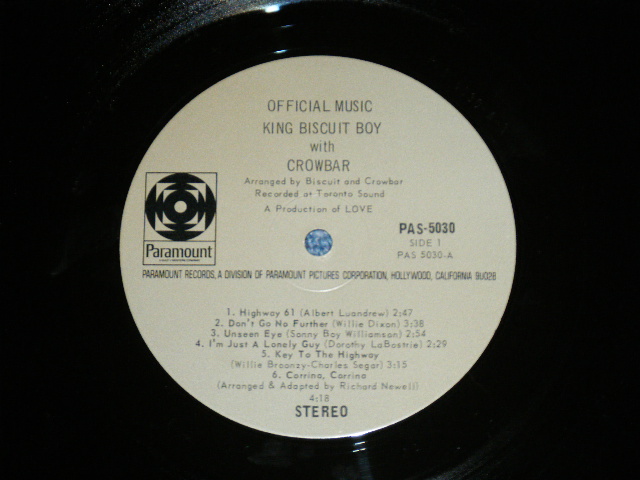 OFFICIAL MUSIC
KING BISCUIT BOY
with
CROWBAR
Arranged by Biscuit and Crowbar
Recorded at Toronto Sound
A Production of LOVE
Paramount
PAS-5030
SIDE 1
PAS 5030-A
PARAMOUNT RECORDS, A DIVISION OF PARAMOUNT PICTURES CORPORATION, HOLLYWOOD, CALIFORNIA 90028
1. Highway 61 (Albert Luandrew) 2:47
2. Don't Go No Further (Willie Dixon) 3:38
3. Unseen Eye (Sonny Boy Williamson) 2:54
4. I'm Just A Lonely Guy (Dorothy LaBostrie) 2:29
5. Key To The Highway
(Willie Broonzy-Charles Segar) 3:15
6. Corrina, Corrina
(Arranged & Adapted by Richard Newell)
4:18
STEREO